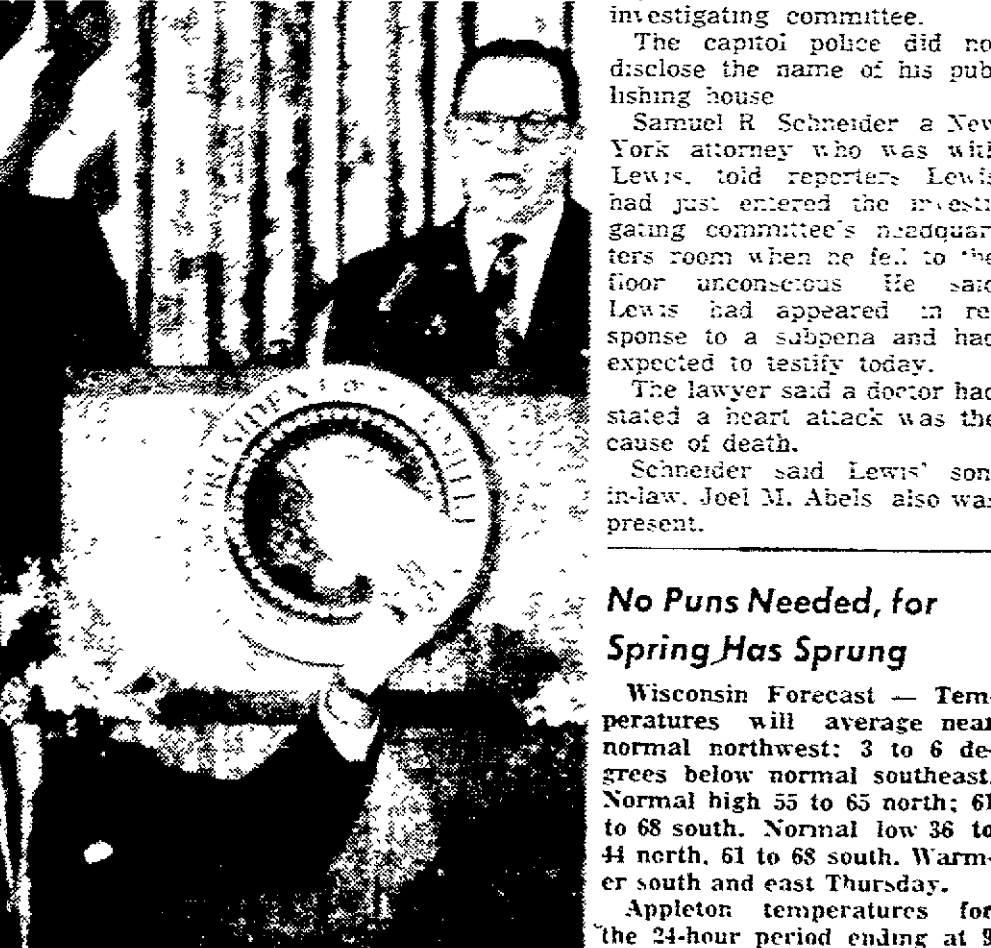 PRESIDEN
investigating committee.
The capitol police did no
disclose the name of his pub
lishing house
Samuel R Schneider a New
York attorney who was with
Lewis, told reporters Lewis
had just entered the investi
gating committee's headquar
ters room when he fell to the
floor unconscious He said
Lewis had appeared in re
sponse to a subpena and had
expected to testify today.
The lawyer said a doctor had
stated a heart attack was the
cause of death.
Schneider said Lewis' son
in-law, Joel M. Abels also was
present.
No Puns Needed, for
Spring Has Sprung
Wisconsin Forecast — Tem-
peratures will average near
normal northwest: 3 to 6 de-
grees below normal southeast.
Normal high 55 to 65 north; 61
to 68 south. Normal low 36 to
44 north, 61 to 68 south. Warm-
er south and east Thursday.
Appleton temperatures for
the 24-hour period ending at 9